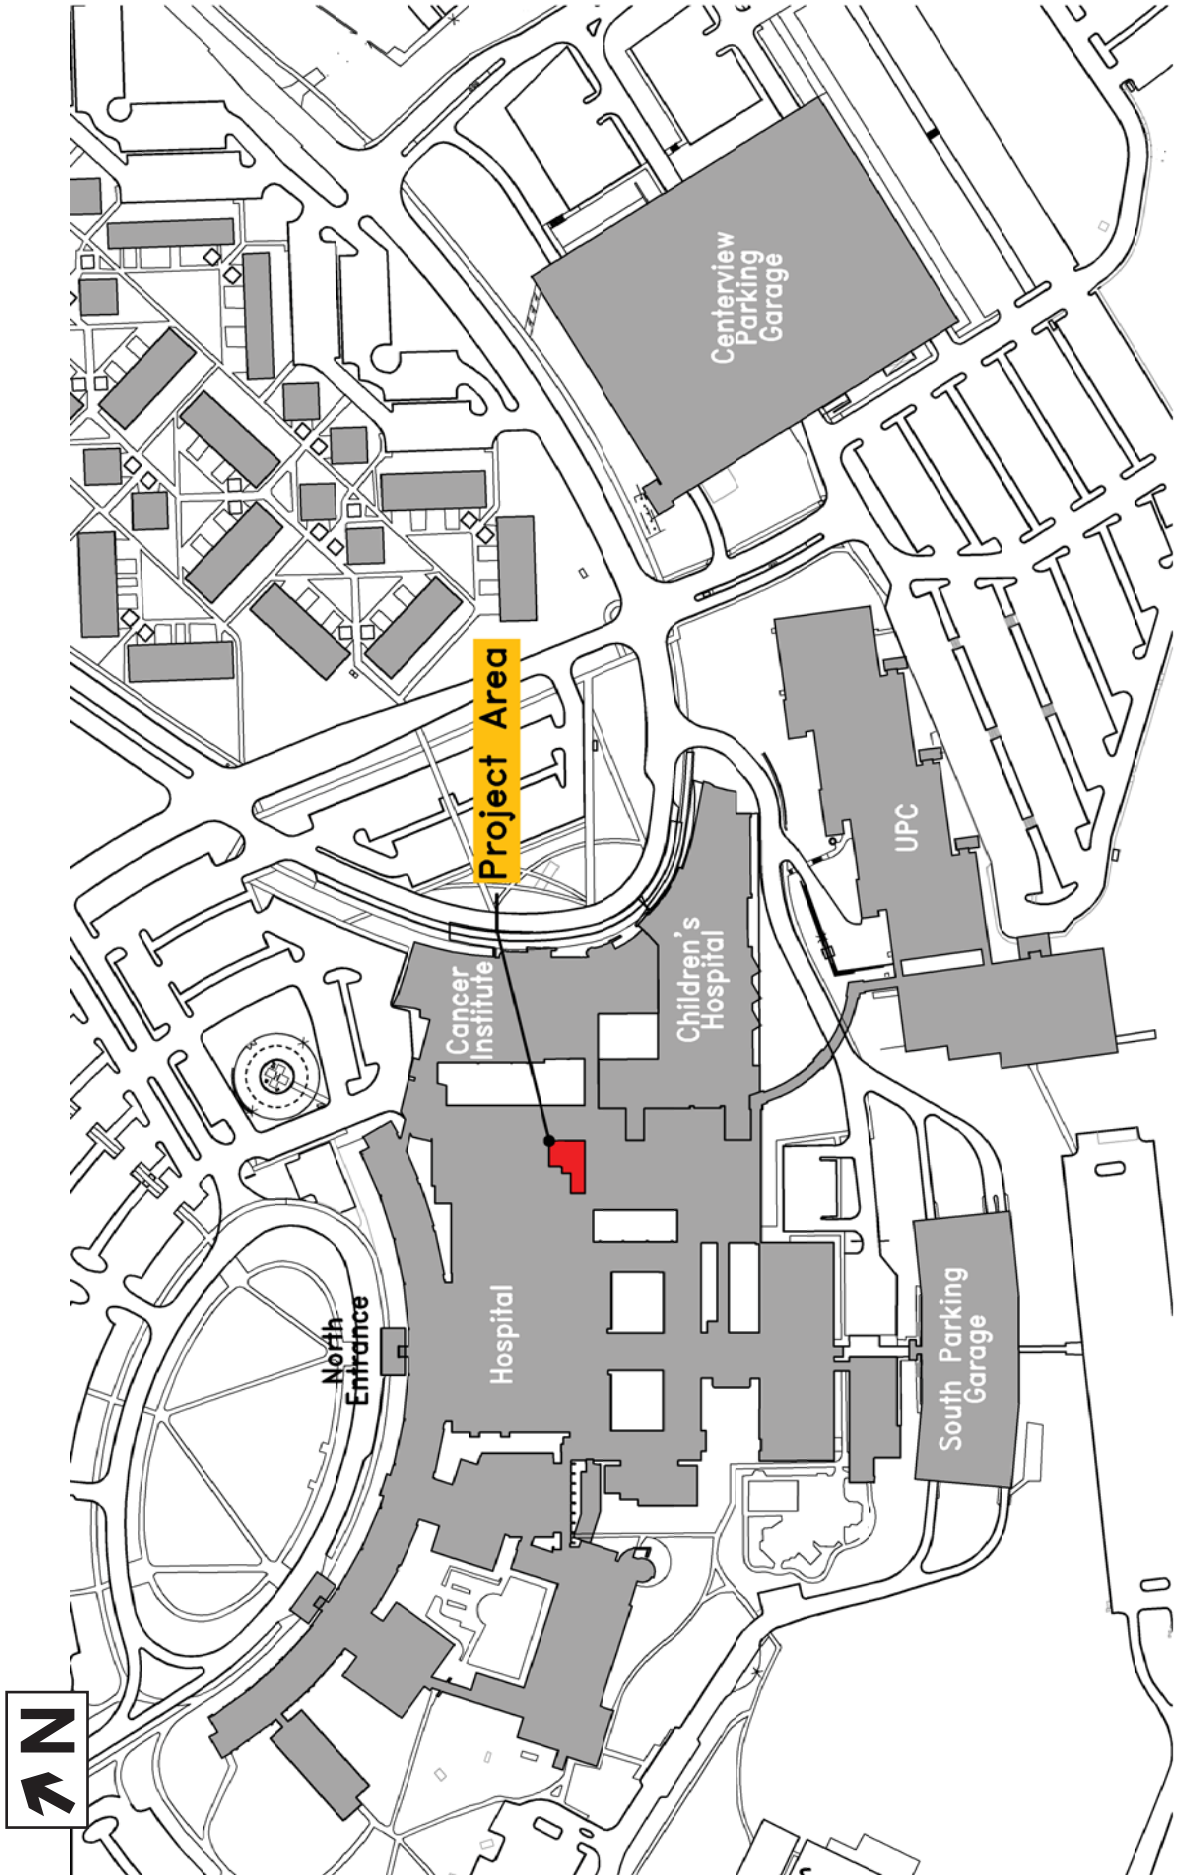 Centerview
Parking
Garage
Project Area
UPC
Cancer
Institute
Children's
Hospital
North
Entrance
Hospital
South Parking
Garage
N